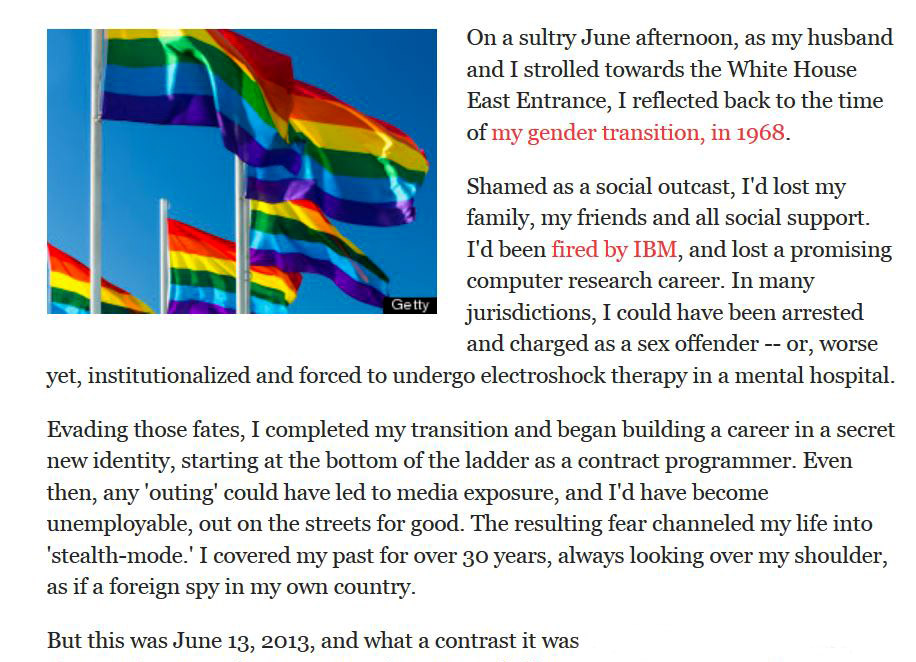 On a sultry June afternoon, as my husband
and I strolled towards the White House
East Entrance, I reflected back to the time
of my gender transition, in 1968.
Getty
Shamed as a social outcast, I'd lost my
family, my friends and all social support.
I'd been fired by IBM, and lost a promising
computer research career. In many
jurisdictions, I could have been arrested
and charged as a sex offender -- or, worse
yet, institutionalized and forced to undergo electroshock therapy in a mental hospital.
Evading those fates, I completed my transition and began building a career in a secret
new identity, starting at the bottom of the ladder as a contract programmer. Even
then, any 'outing' could have led to media exposure, and I'd have become
unemployable, out on the streets for good. The resulting fear channeled my life into
'stealth-mode.' I covered my past for over 30 years, always looking over my shoulder,
as if a foreign spy in my own country.
But this was June 13, 2013, and what a contrast it was